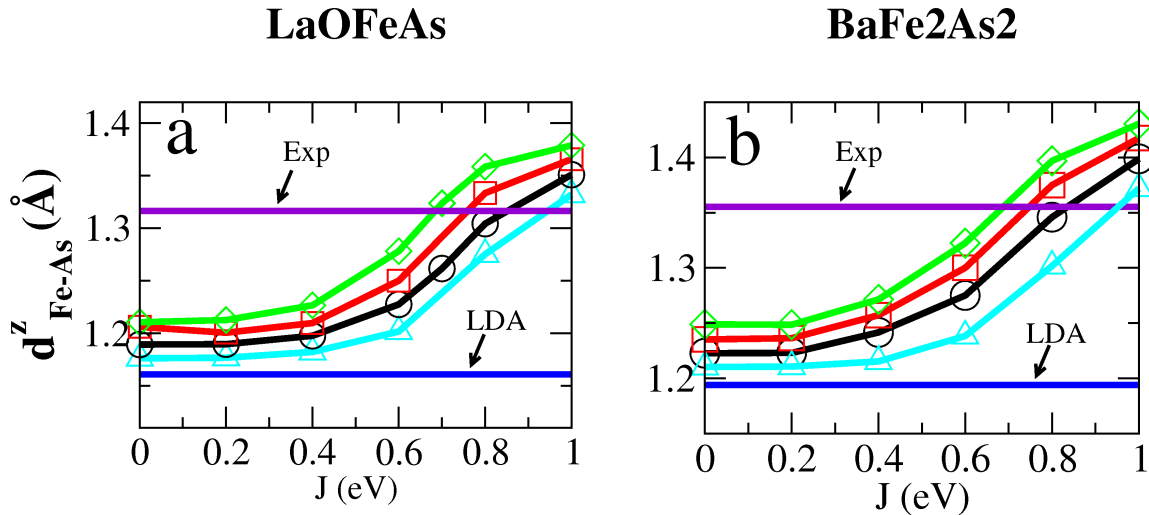 LaOFeAs
BaFe2As2
d^z_Fe-As (Å)
a
Exp
LDA
1.4
1.3
1.2
0 0.2 0.4 0.6 0.8 1
J (eV)
b
Exp
LDA
1.4
1.3
1.2
0 0.2 0.4 0.6 0.8 1
J (eV)